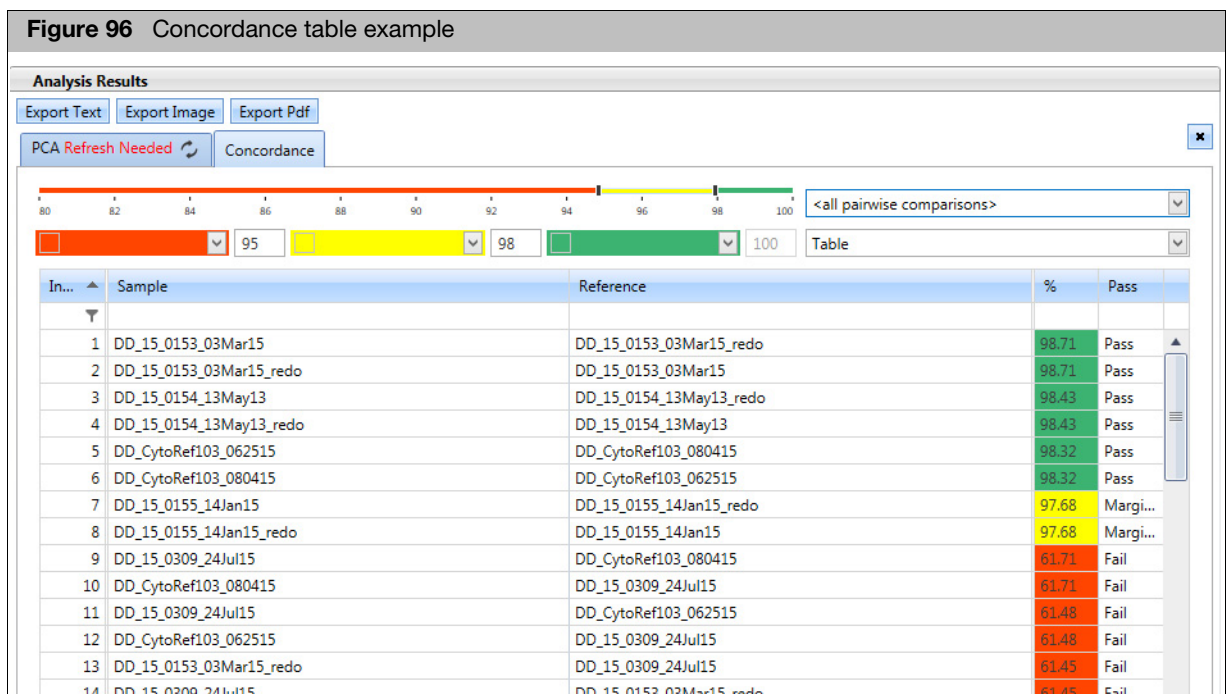 Figure 96 Concordance table example
Analysis Results
Export Text Export Image Export Pdf
PCA Refresh Needed Concordance
80 82 84 86 88 90 92 94 96 98 100 <all pairwise comparisons>
95 98 100 Table
In... Sample Reference % Pass
1 DD_15_0153_03Mar15 DD_15_0153_03Mar15_redo 98.71 Pass
2 DD_15_0153_03Mar15_redo DD_15_0153_03Mar15 98.71 Pass
3 DD_15_0154_13May13 DD_15_0154_13May13_redo 98.43 Pass
4 DD_15_0154_13May13_redo DD_15_0154_13May13 98.43 Pass
5 DD_CytoRef103_062515 DD_CytoRef103_080415 98.32 Pass
6 DD_CytoRef103_080415 DD_CytoRef103_062515 98.32 Pass
7 DD_15_0155_14Jan15 DD_15_0155_14Jan15_redo 97.68 Margi...
8 DD_15_0155_14Jan15_redo DD_15_0155_14Jan15 97.68 Margi...
9 DD_15_0309_24Jul15 DD_CytoRef103_080415 61.71 Fail
10 DD_CytoRef103_080415 DD_15_0309_24Jul15 61.71 Fail
11 DD_15_0309_24Jul15 DD_CytoRef103_062515 61.48 Fail
12 DD_CytoRef103_062515 DD_15_0309_24Jul15 61.48 Fail
13 DD_15_0153_03Mar15_redo DD_15_0309_24Jul15 61.45 Fail
14 DD_15_0309_24Jul15 DD_15_0153_03Mar15_redo 61.45 Fail